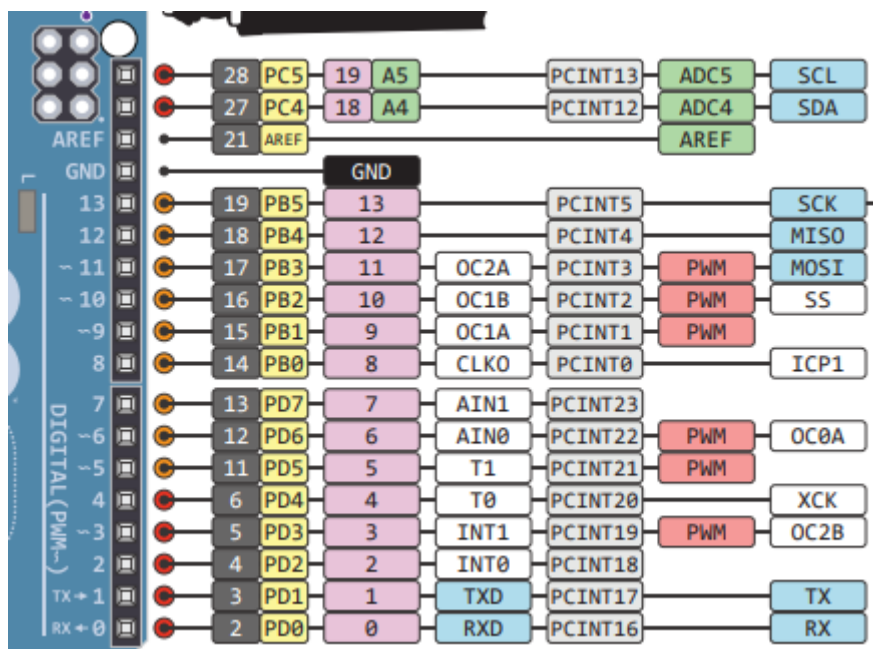 28 PC5 19 A5 PCINT13 ADC5 SCL
27 PC4 18 A4 PCINT12 ADC4 SDA
AREF 21 AREF AREF
GND GND
L
13 19 PB5 13 PCINT5 SCK
12 18 PB4 12 PCINT4 MISO
~11 17 PB3 11 OC2A PCINT3 PWM MOSI
~10 16 PB2 10 OC1B PCINT2 PWM SS
~9 15 PB1 9 OC1A PCINT1 PWM
8 14 PB0 8 CLKO PCINT0 ICP1
DIGITAL (PWM~)
7 13 PD7 7 AIN1 PCINT23
~6 12 PD6 6 AIN0 PCINT22 PWM OC0A
~5 11 PD5 5 T1 PCINT21 PWM
4 6 PD4 4 T0 PCINT20 XCK
~3 5 PD3 3 INT1 PCINT19 PWM OC2B
2 4 PD2 2 INT0 PCINT18
TX→1 3 PD1 1 TXD PCINT17 TX
RX←0 2 PD0 0 RXD PCINT16 RX